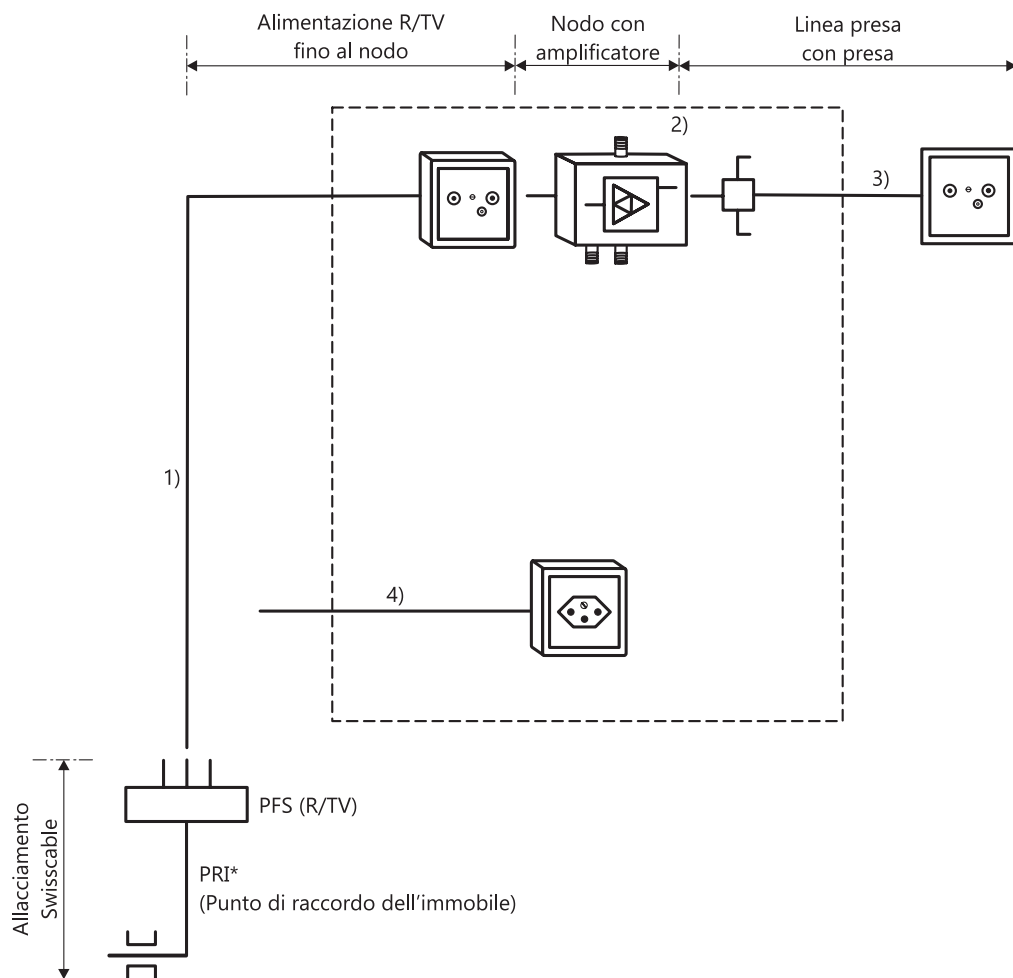 Alimentazione R/TV
fino al nodo
Nodo con
amplificatore
Linea presa
con presa
2)
3)
1)
4)
PFS (R/TV)
PRI*
(Punto di raccordo dell’immobile)
Allacciamento
Swisscable